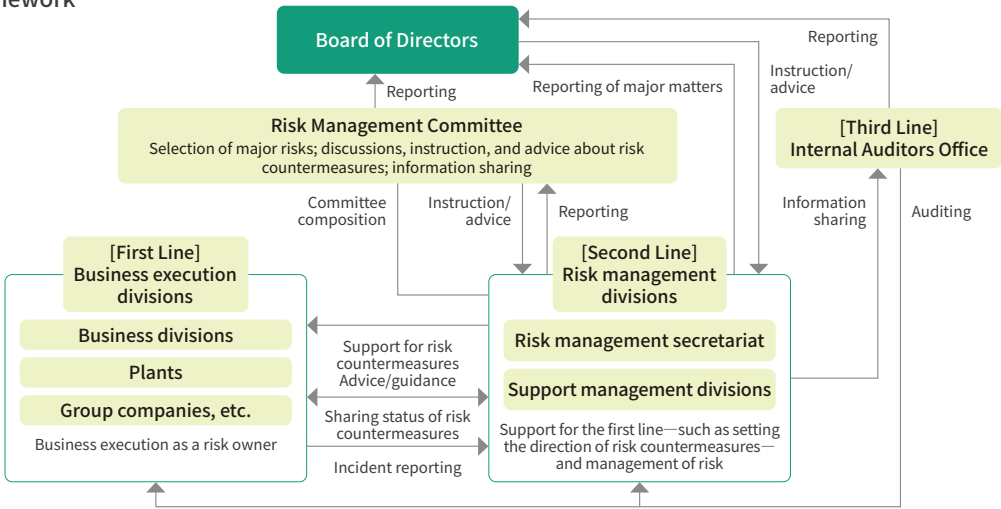 Board of Directors
Reporting
Instruction/
advice
Reporting of major matters
Reporting
Risk Management Committee
Selection of major risks; discussions, instruction, and advice about risk
countermeasures; information sharing
[Third Line]
Internal Auditors Office
Committee
composition
Instruction/
advice
Reporting
Information
sharing
Auditing
[First Line]
Business execution
divisions
Business divisions
Plants
Group companies, etc.
Business execution as a risk owner
Support for risk
countermeasures
Advice/guidance
Sharing status of risk
countermeasures
Incident reporting
[Second Line]
Risk management
divisions
Risk management secretariat
Support management divisions
Support for the first line—such as setting
the direction of risk countermeasures—
and management of risk